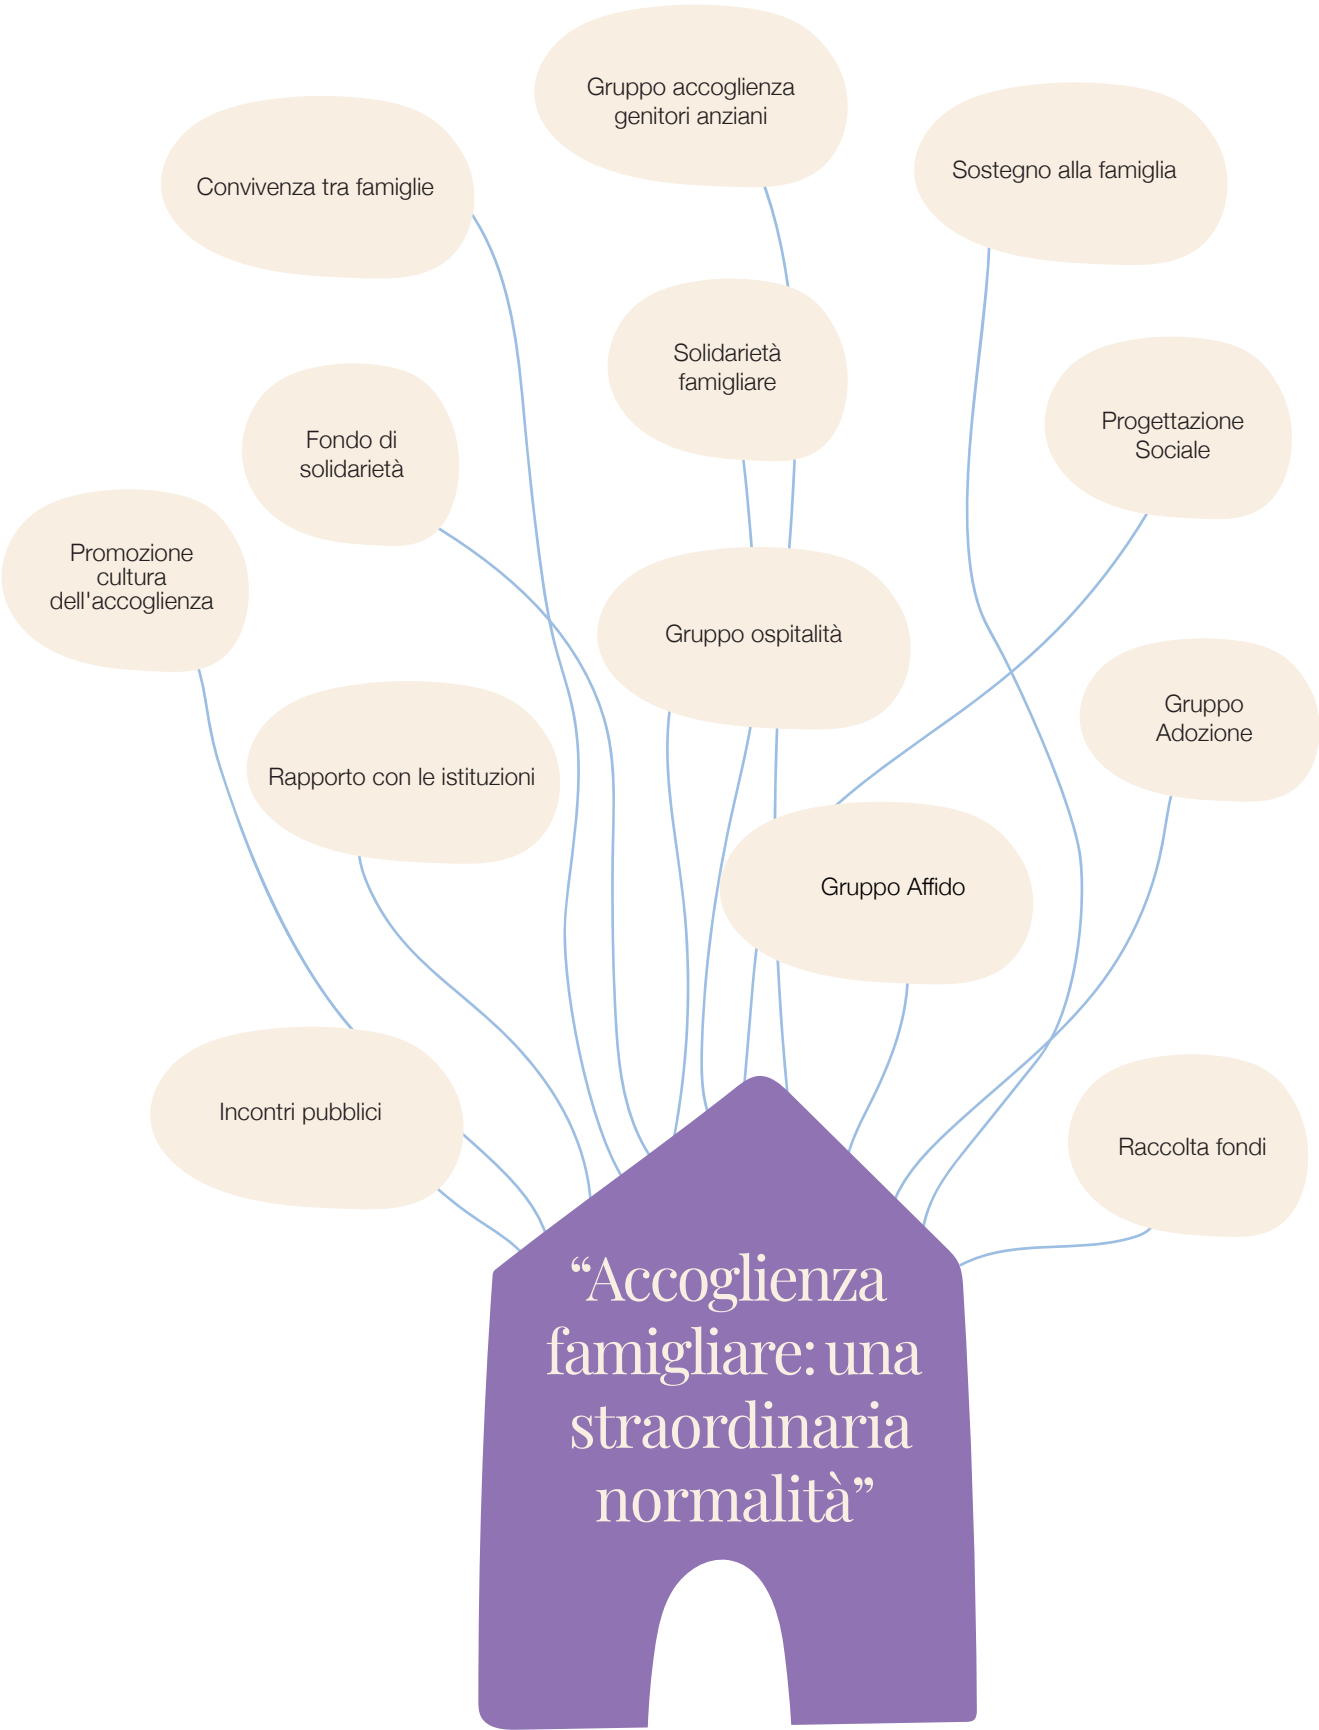 Gruppo accoglienza
genitori anziani
Sostegno alla famiglia
Convivenza tra famiglie
Solidarietà
famigliare
Progettazione
Sociale
Fondo di
solidarietà
Promozione
cultura
dell'accoglienza
Gruppo ospitalità
Gruppo
Adozione
Rapporto con le istituzioni
Gruppo Affido
Incontri pubblici
Raccolta fondi
“Accoglienza
famigliare: una
straordinaria
normalità”